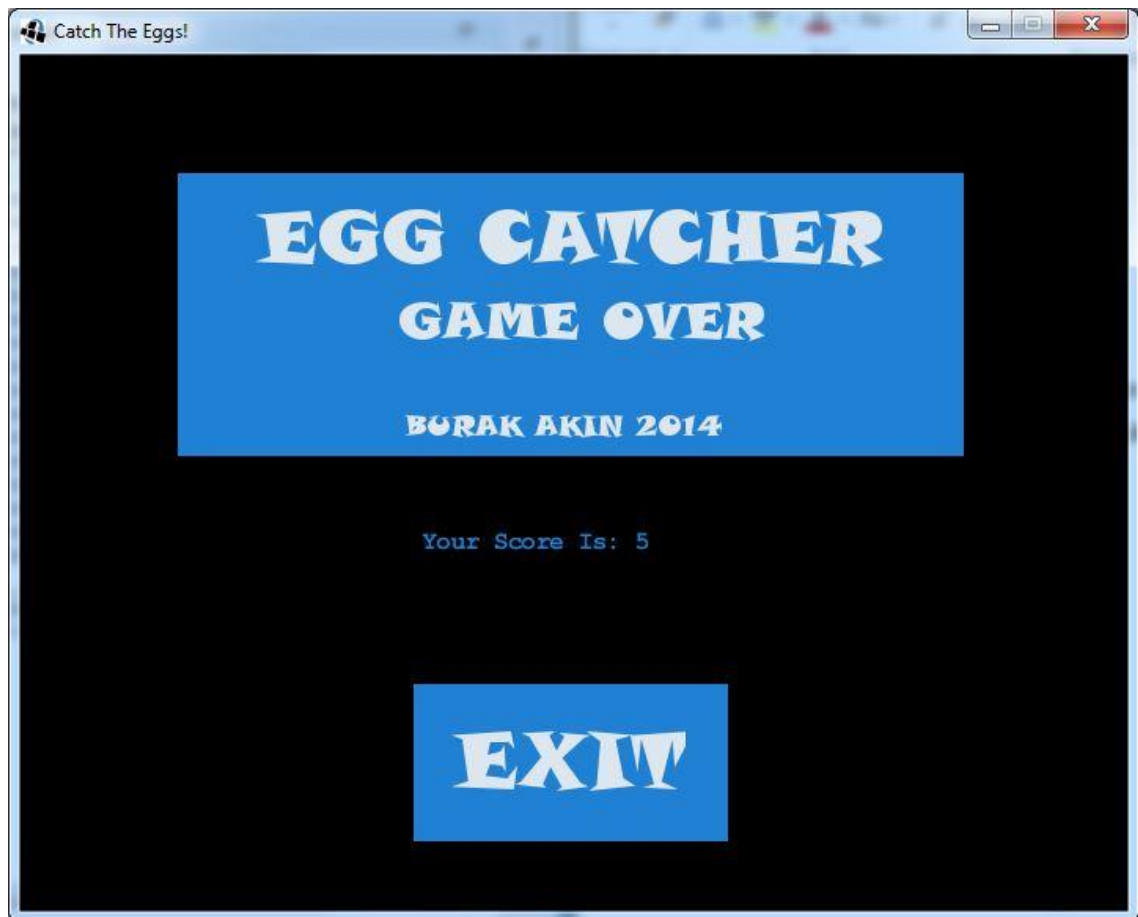 Catch The Eggs!
EGG CATCHER
GAME OVER
BURAK AKIN 2014
Your Score Is: 5
EXIT